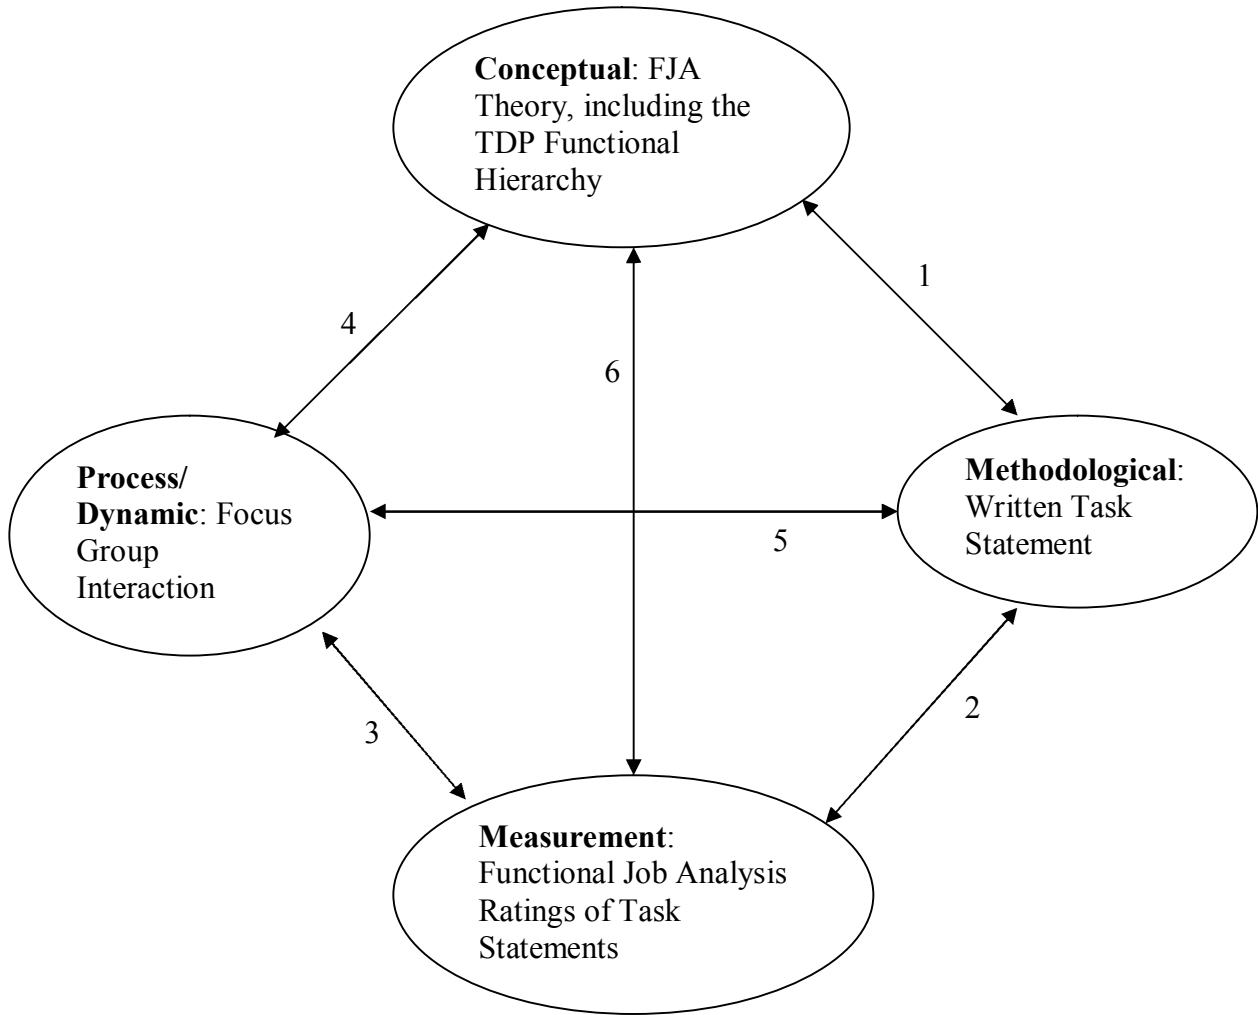 Conceptual: FJA
Theory, including the
TDP Functional
Hierarchy
1
4
6
Process/
Dynamic: Focus
Group
Interaction
Methodological:
Written Task
Statement
5
2
3
Measurement:
Functional Job Analysis
Ratings of Task
Statements